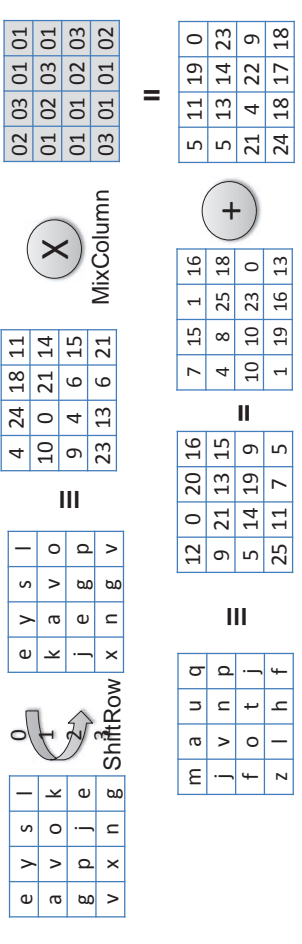 e y s l
a v o k
g p j e
v x n g
0
1
2
3
ShiftRow
e y s l
k a v o
j e g p
x n g v
≡
4 24 18 11
10 0 21 14
9 4 6 15
23 13 6 21
X
MixColumn
02 03 01 01
01 02 03 01
01 01 02 03
03 01 01 02
=
m a u q
j v n p
f o t j
z l h f
≡
12 0 20 16
9 21 13 15
5 14 19 9
25 11 7 5
=
7 15 1 16
4 8 25 18
10 10 23 0
1 19 16 13
+
5 11 19 0
5 13 14 23
21 4 22 9
24 18 17 18